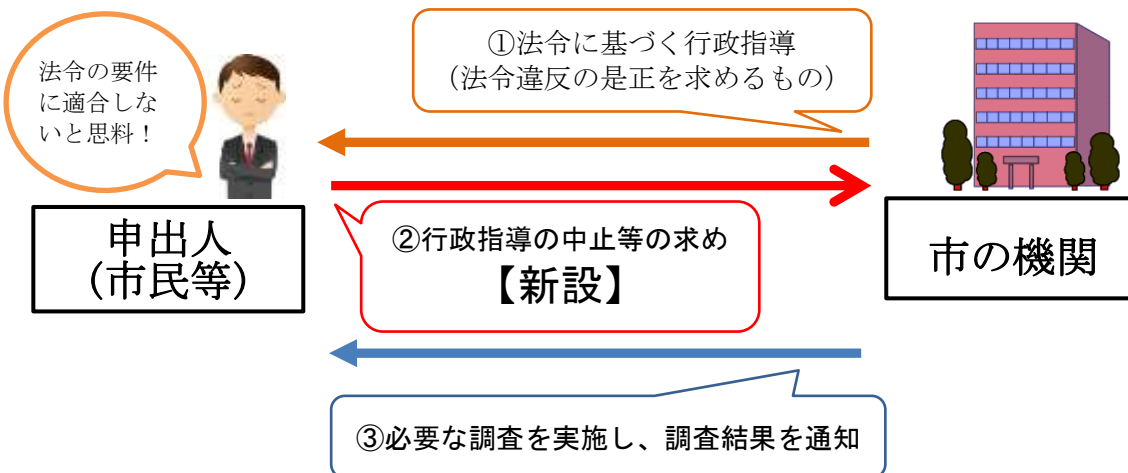 ①法令に基づく行政指導
(法令違反の是正を求めるもの)
法令の要件
に適合しな
いと思料！
②行政指導の中止等の求め
【新設】
申出人
(市民等)
市の機関
③必要な調査を実施し、調査結果を通知